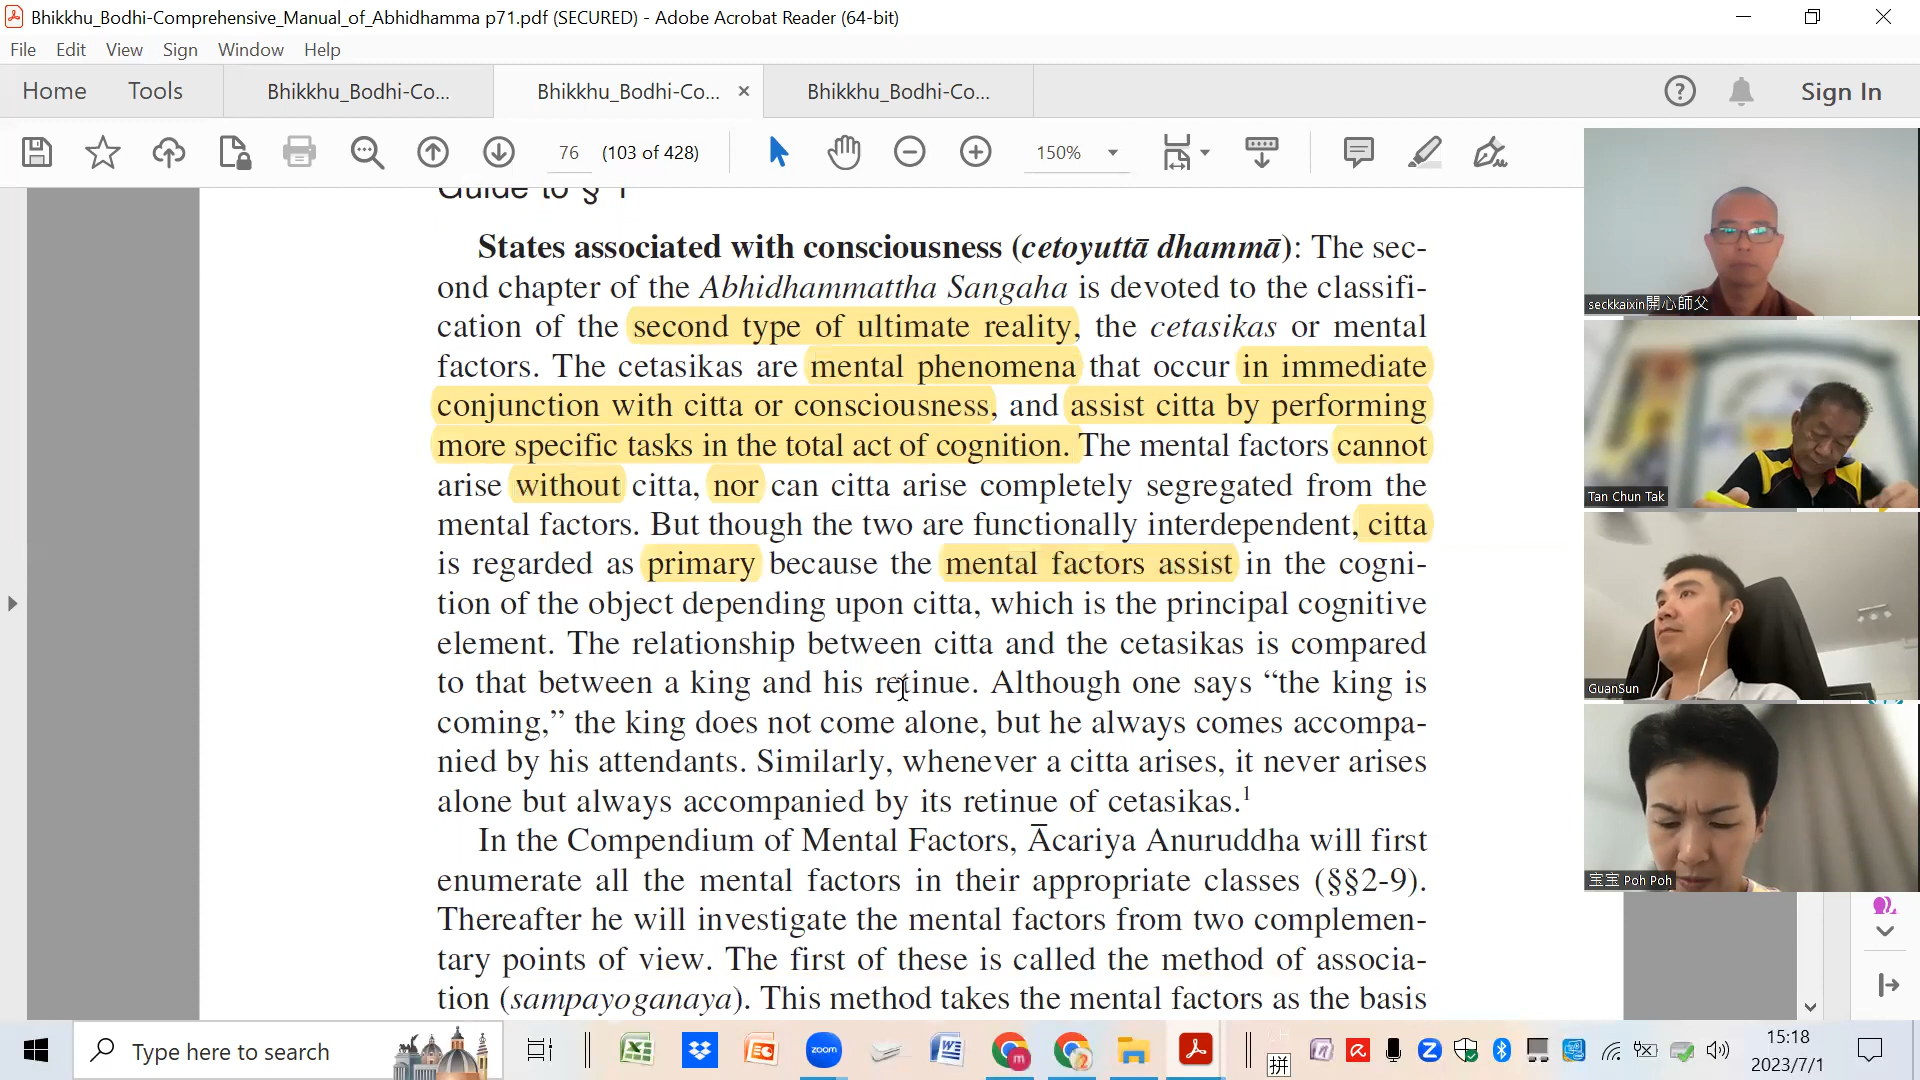 Bhikkhu_Bodhi-Comprehensive_Manual_of_Abhidhamma p71.pdf (SECURED) - Adobe Acrobat Reader (64-bit)
File Edit View Sign Window Help
Home Tools Bhikkhu_Bodhi-Co... Bhikkhu_Bodhi-Co... × Bhikkhu_Bodhi-Co... Sign In
76 (103 of 428) 150%
Guide to § 1
States associated with consciousness (cetoyuttā dhammā): The sec-
ond chapter of the Abhidhammattha Sangaha is devoted to the classifi-
cation of the second type of ultimate reality, the cetasikas or mental
factors. The cetasikas are mental phenomena that occur in immediate
conjunction with citta or consciousness, and assist citta by performing
more specific tasks in the total act of cognition. The mental factors cannot
arise without citta, nor can citta arise completely segregated from the
mental factors. But though the two are functionally interdependent, citta
is regarded as primary because the mental factors assist in the cogni-
tion of the object depending upon citta, which is the principal cognitive
element. The relationship between citta and the cetasikas is compared
to that between a king and his retinue. Although one says “the king is
coming,” the king does not come alone, but he always comes accompa-
nied by his attendants. Similarly, whenever a citta arises, it never arises
alone but always accompanied by its retinue of cetasikas.1
In the Compendium of Mental Factors, Ācariya Anuruddha will first
enumerate all the mental factors in their appropriate classes (§§2-9).
Thereafter he will investigate the mental factors from two complemen-
tary points of view. The first of these is called the method of associa-
tion (sampayoganaya). This method takes the mental factors as the basis
seckkaixin開心師父
Tan Chun Tak
GuanSun
宝宝 Poh Poh
Type here to search
zoom
拼
15:18
2023/7/1